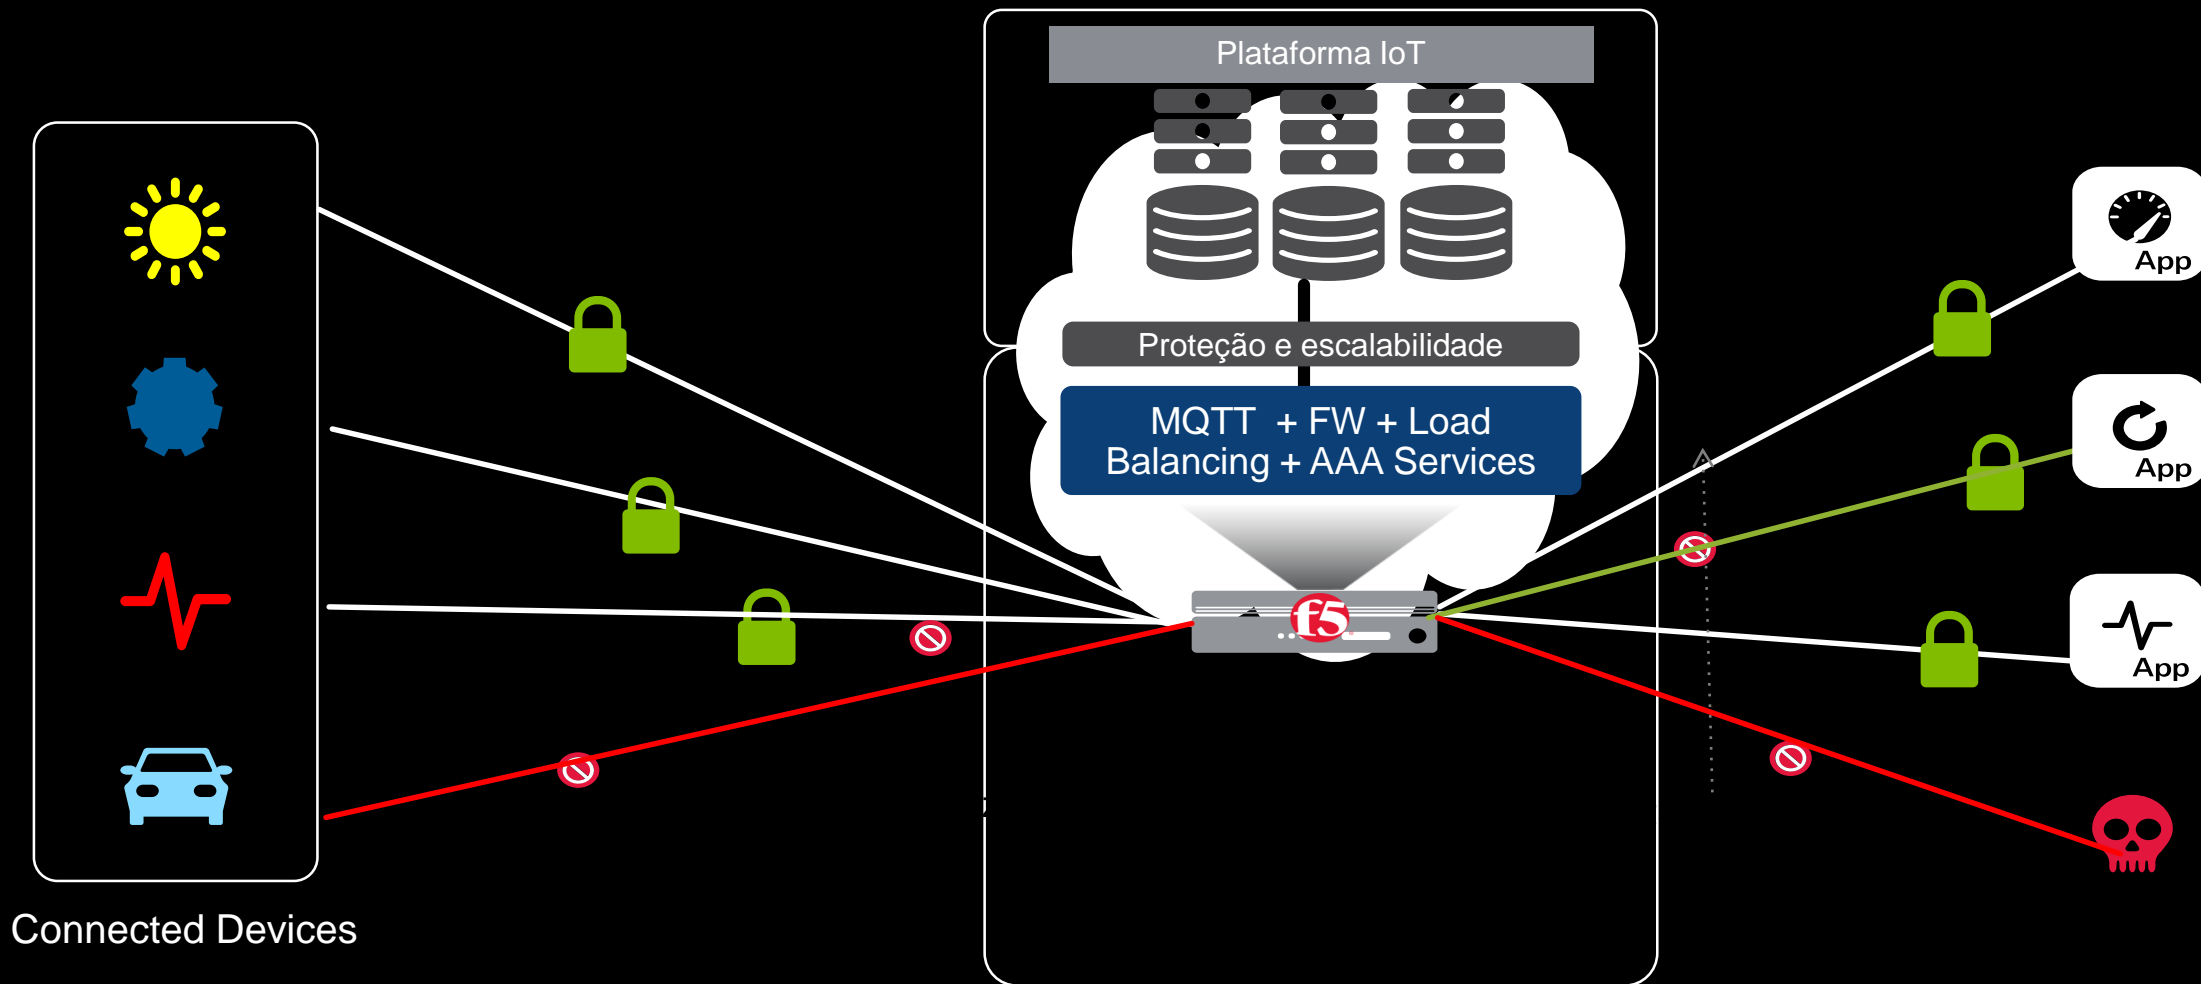 Plataforma IoT
Proteção e escalabilidade
MQTT + FW + Load
Balancing + AAA Services
f5
App
App
App
Connected Devices